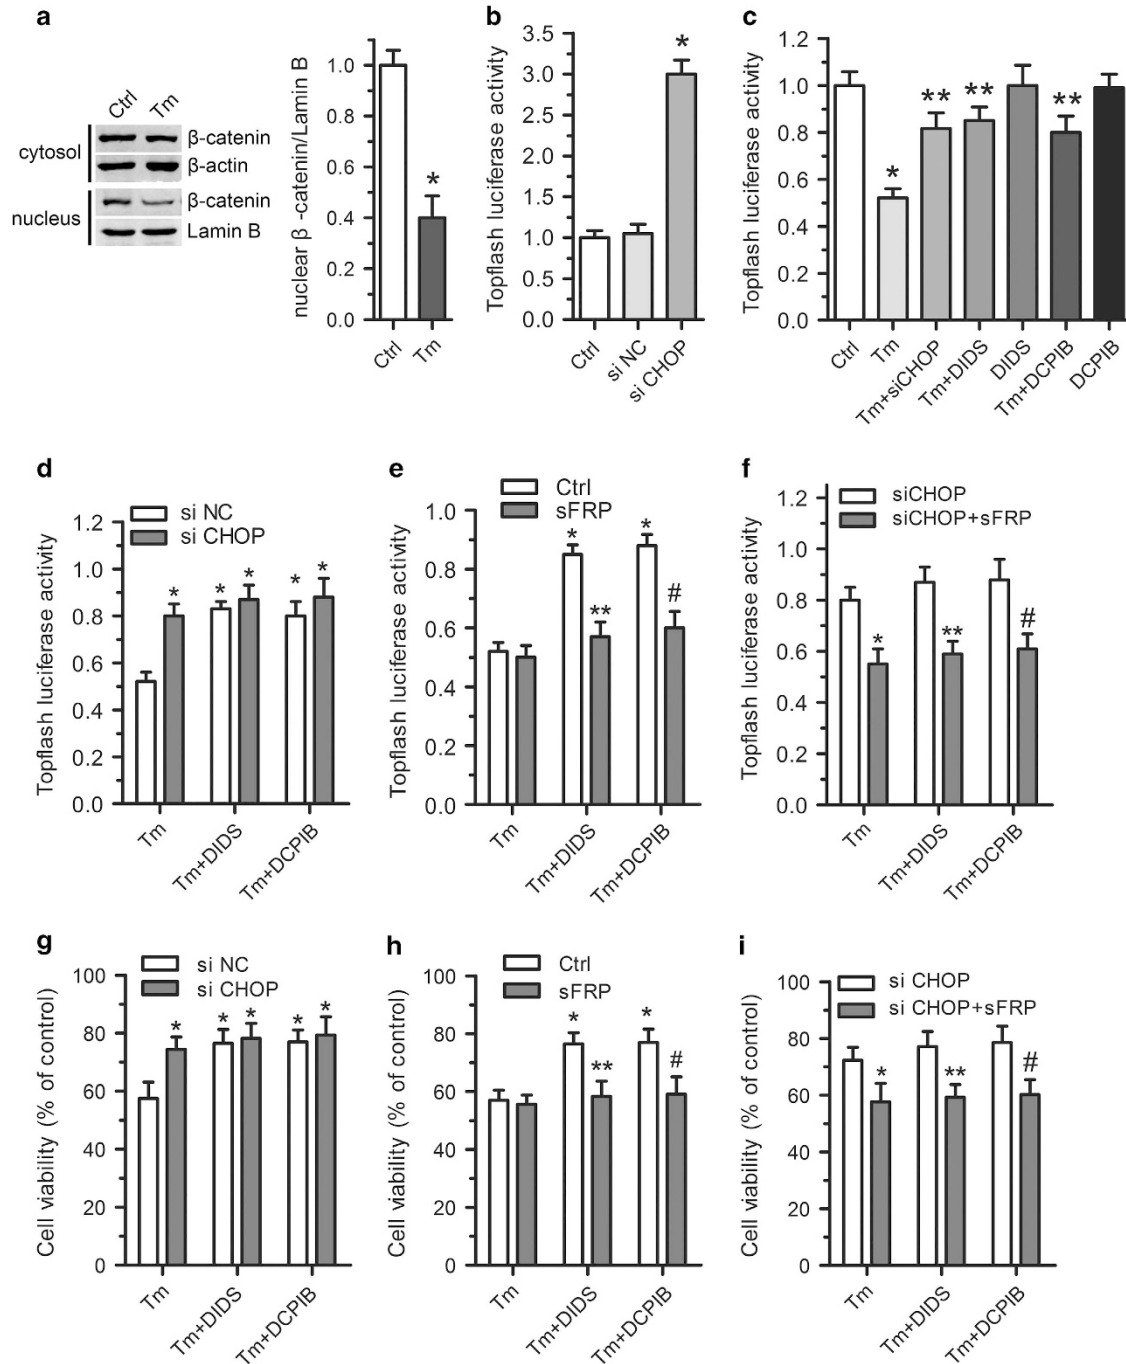 a
Ctrl
Tm
cytosol
β-catenin
β-actin
nucleus
β-catenin
Lamin B
nuclear β -catenin/Lamin B
1.0
0.8
0.6
0.4
0.2
0.0
*
Ctrl
Tm
b
Topflash luciferase activity
3.5
3.0
2.5
2.0
1.5
1.0
0.5
0.0
*
Ctrl
si NC
si CHOP
c
Topflash luciferase activity
1.2
1.0
0.8
0.6
0.4
0.2
0.0
*
**
**
**
Ctrl
Tm
Tm+siCHOP
Tm+DIDS
DIDS
Tm+DCPIB
DCPIB
d
si NC
si CHOP
Topflash luciferase activity
1.2
1.0
0.8
0.6
0.4
0.2
0.0
*
*
*
*
*
Tm
Tm+DIDS
Tm+DCPIB
e
Ctrl
sFRP
Topflash luciferase activity
1.0
0.8
0.6
0.4
0.2
0.0
*
**
*
#
Tm
Tm+DIDS
Tm+DCPIB
f
siCHOP
siCHOP+sFRP
Topflash luciferase activity
1.2
1.0
0.8
0.6
0.4
0.2
0.0
*
**
#
Tm
Tm+DIDS
Tm+DCPIB
g
si NC
si CHOP
Cell viability (% of control)
100
80
60
40
20
0
*
*
*
*
*
Tm
Tm+DIDS
Tm+DCPIB
h
Ctrl
sFRP
Cell viability (% of control)
100
80
60
40
20
0
*
**
*
#
Tm
Tm+DIDS
Tm+DCPIB
i
si CHOP
si CHOP+sFRP
Cell viability (% of control)
100
80
60
40
20
0
*
**
#
Tm
Tm+DIDS
Tm+DCPIB